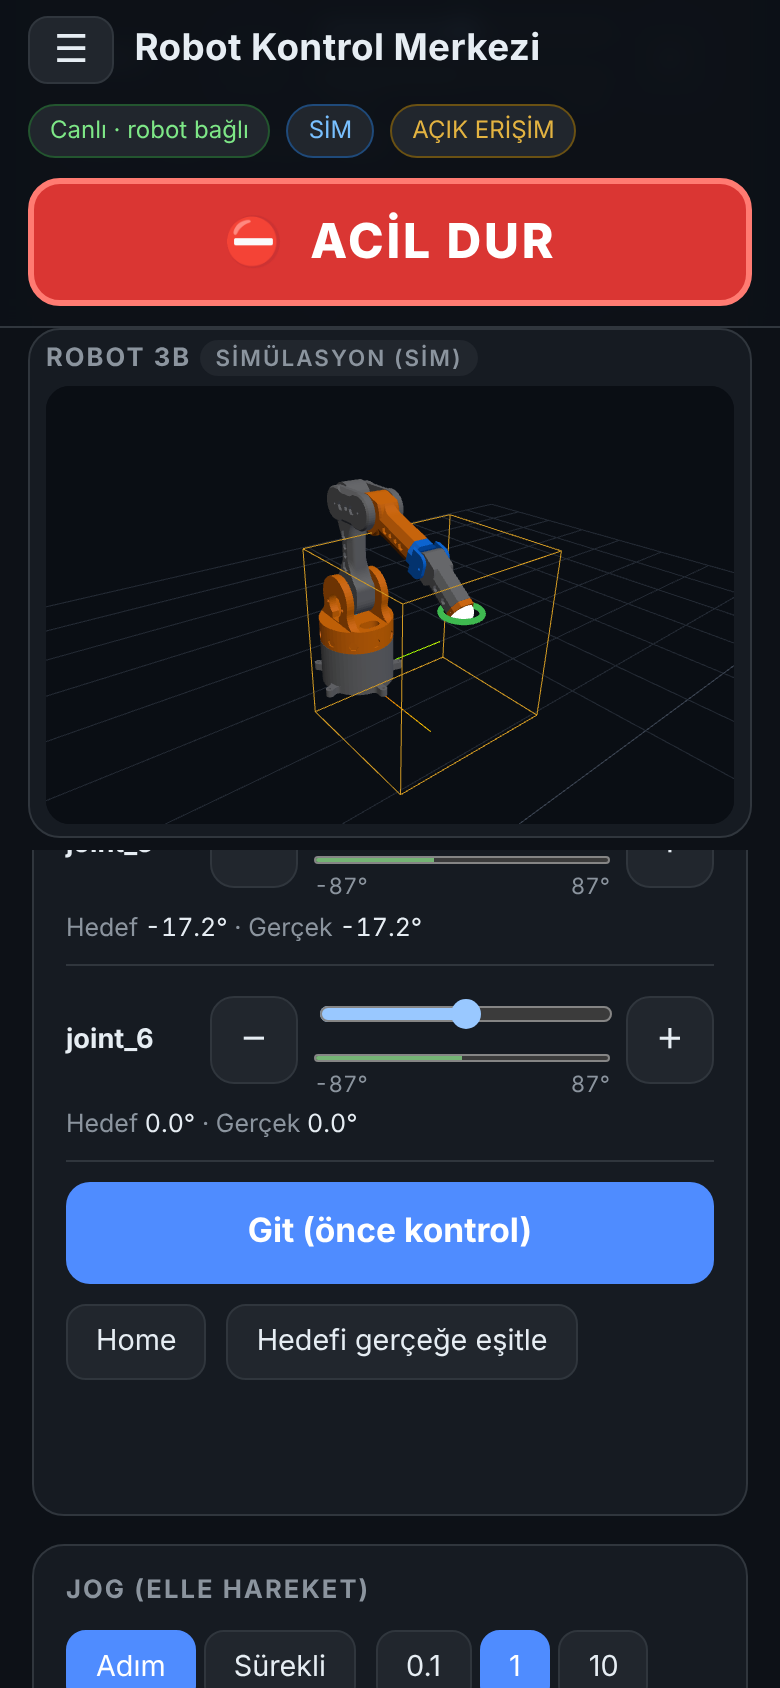 ☰ Robot Kontrol Merkezi
Canlı · robot bağlı SİM AÇIK ERİŞİM
⛔ ACİL DUR
ROBOT 3B SİMÜLASYON (SİM)
-87° 87°
Hedef -17.2° · Gerçek -17.2°
joint_6 − +
-87° 87°
Hedef 0.0° · Gerçek 0.0°
Git (önce kontrol)
Home Hedefi gerçeğe eşitle
JOG (ELLE HAREKET)
Adım Sürekli 0.1 1 10